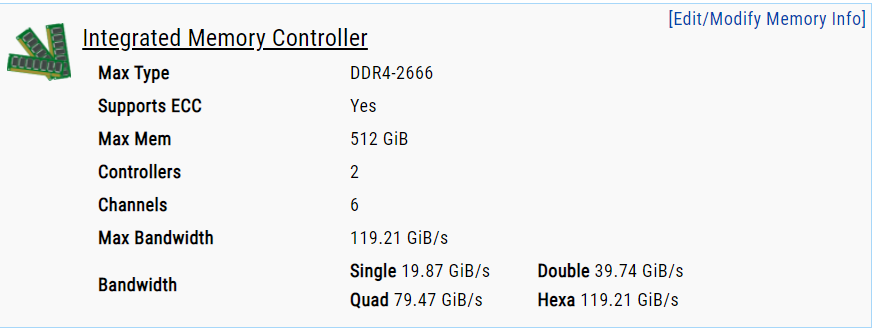 [Edit/Modify Memory Info]
Integrated Memory Controller
Max Type DDR4-2666
Supports ECC Yes
Max Mem 512 GiB
Controllers 2
Channels 6
Max Bandwidth 119.21 GiB/s
Bandwidth
Single 19.87 GiB/s Double 39.74 GiB/s
Quad 79.47 GiB/s Hexa 119.21 GiB/s